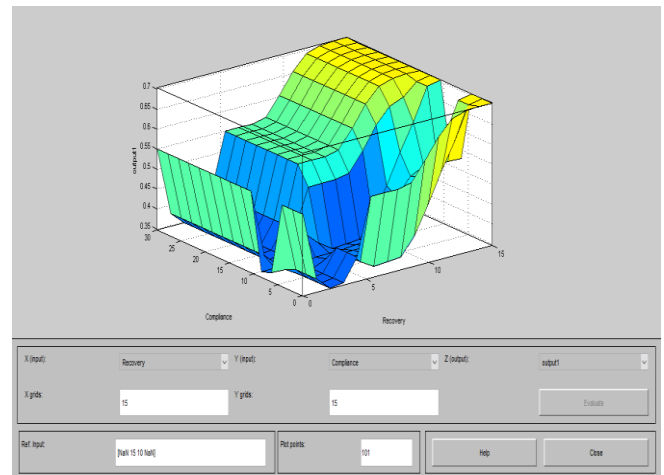 0.7
0.65
0.6
0.55
0.5
0.45
0.4
0.35
output1
30
25
20
15
10
5
0
0
5
10
15
Compliance
Recovery
X (input):
Recovery
Y (input):
Compliance
Z (output):
output1
X grids:
15
Y grids:
15
Evaluate
Ref. Input:
[NaN 15 10 NaN]
Plot points:
101
Help
Close